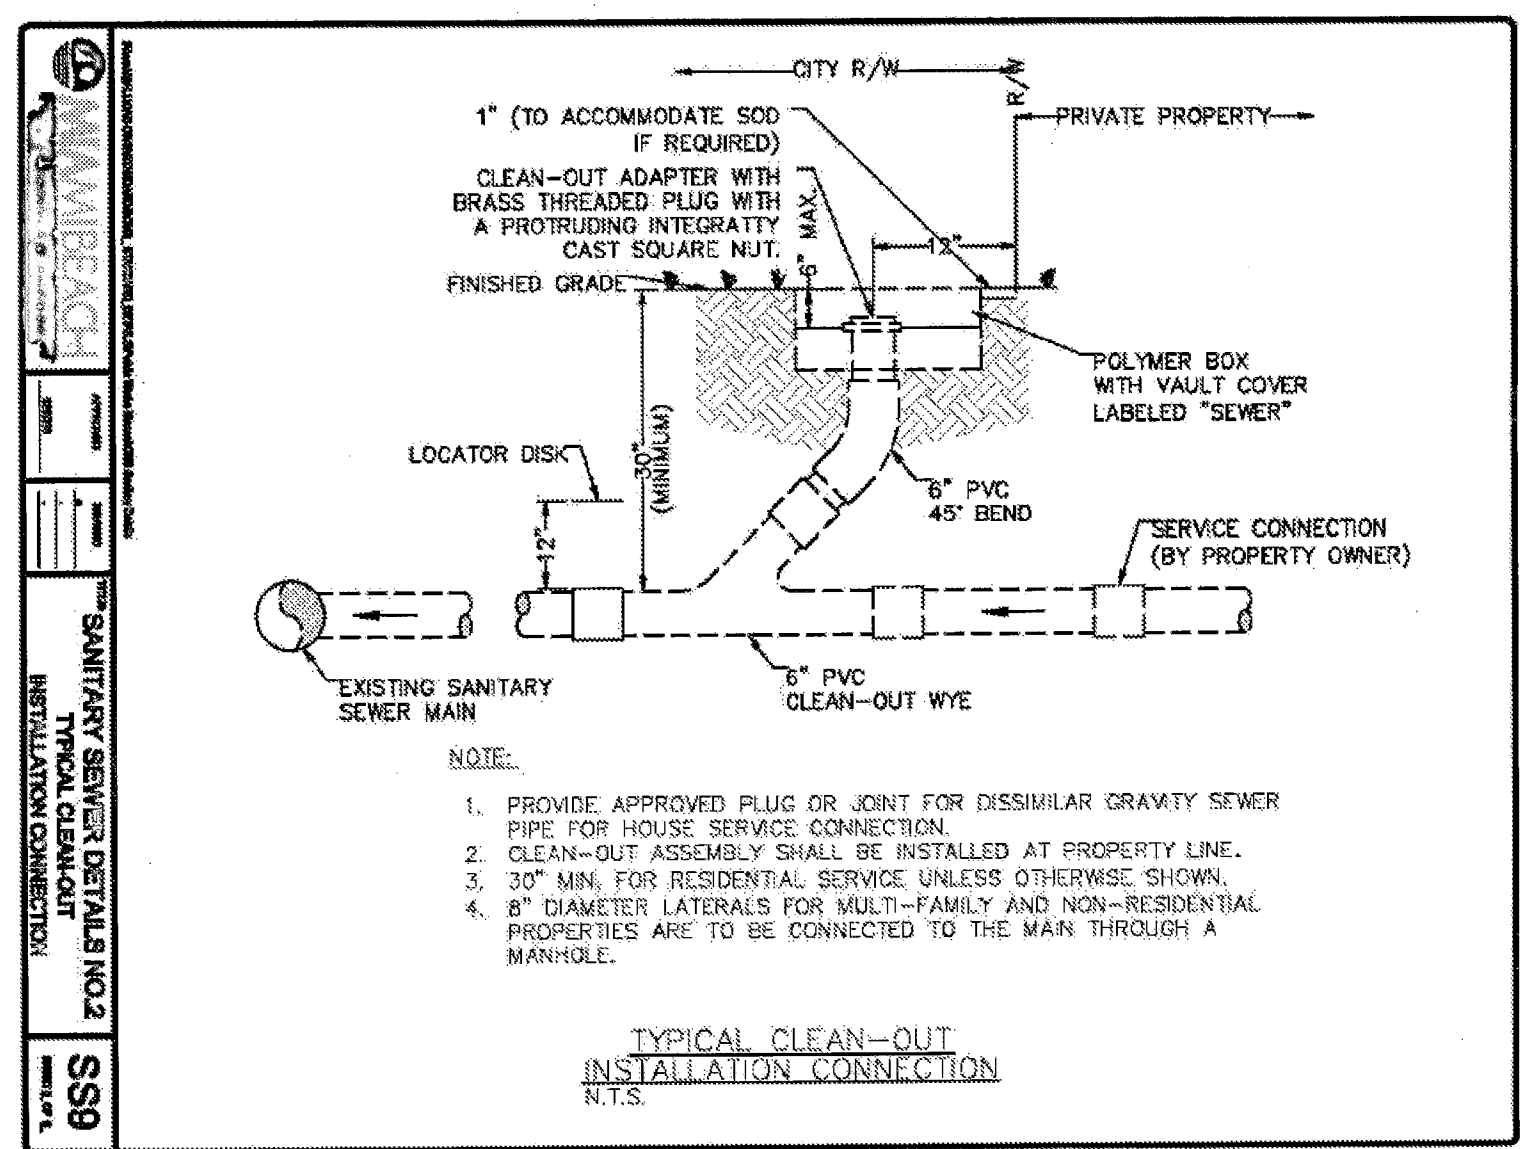 CITY R/W
R/W
PRIVATE PROPERTY
1" (TO ACCOMMODATE SOD
IF REQUIRED)
CLEAN-OUT ADAPTER WITH
BRASS THREADED PLUG WITH
A PROTRUDING INTEGRATTY
CAST SQUARE NUT.
6" MAX.
12"
FINISHED GRADE
POLYMER BOX
WITH VAULT COVER
LABELED "SEWER"
30"
(MINIMUM)
LOCATOR DISK
12"
6" PVC
45° BEND
SERVICE CONNECTION
(BY PROPERTY OWNER)
6" PVC
CLEAN-OUT WYE
EXISTING SANITARY
SEWER MAIN
NOTE:
1. PROVIDE APPROVED PLUG OR JOINT FOR DISSIMILAR GRAVITY SEWER
PIPE FOR HOUSE SERVICE CONNECTION.
2. CLEAN-OUT ASSEMBLY SHALL BE INSTALLED AT PROPERTY LINE.
3. 30" MIN. FOR RESIDENTIAL SERVICE UNLESS OTHERWISE SHOWN.
4. 8" DIAMETER LATERALS FOR MULTI-FAMILY AND NON-RESIDENTIAL
PROPERTIES ARE TO BE CONNECTED TO THE MAIN THROUGH A
MANHOLE.
TYPICAL CLEAN-OUT
INSTALLATION CONNECTION
N.T.S.
MIAMIBEACH
TITLE:
SANITARY SEWER DETAILS NO.2
TYPICAL CLEAN-OUT
INSTALLATION CONNECTION
SS9